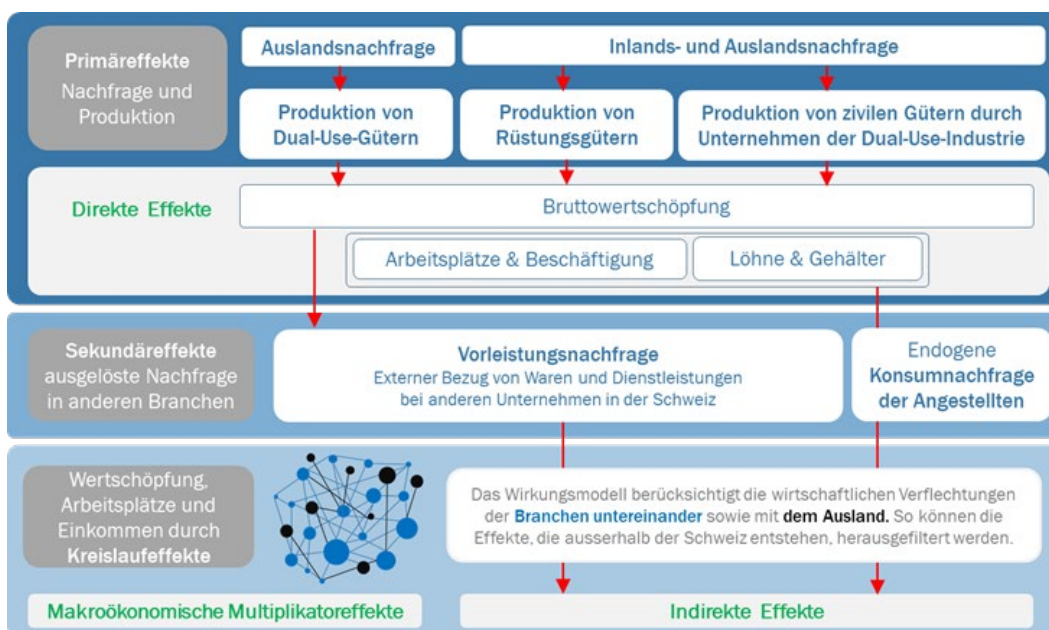 Primäreffekte
Nachfrage und
Produktion
Auslandsnachfrage
Inlands- und Auslandsnachfrage
Produktion von
Dual-Use-Gütern
Produktion von
Rüstungsgütern
Produktion von zivilen Gütern durch
Unternehmen der Dual-Use-Industrie
Direkte Effekte
Bruttowertschöpfung
Arbeitsplätze & Beschäftigung
Löhne & Gehälter
Sekundäreffekte
ausgelöste Nachfrage
in anderen Branchen
Vorleistungsnachfrage
Externer Bezug von Waren und Dienstleistungen
bei anderen Unternehmen in der Schweiz
Endogene
Konsumnachfrage
der Angestellten
Wertschöpfung,
Arbeitsplätze und
Einkommen durch
Kreislaufeffekte
Das Wirkungsmodell berücksichtigt die wirtschaftlichen Verflechtungen
der Branchen untereinander sowie mit dem Ausland. So können die
Effekte, die ausserhalb der Schweiz entstehen, herausgefiltert werden.
Makroökonomische Multiplikatoreffekte
Indirekte Effekte